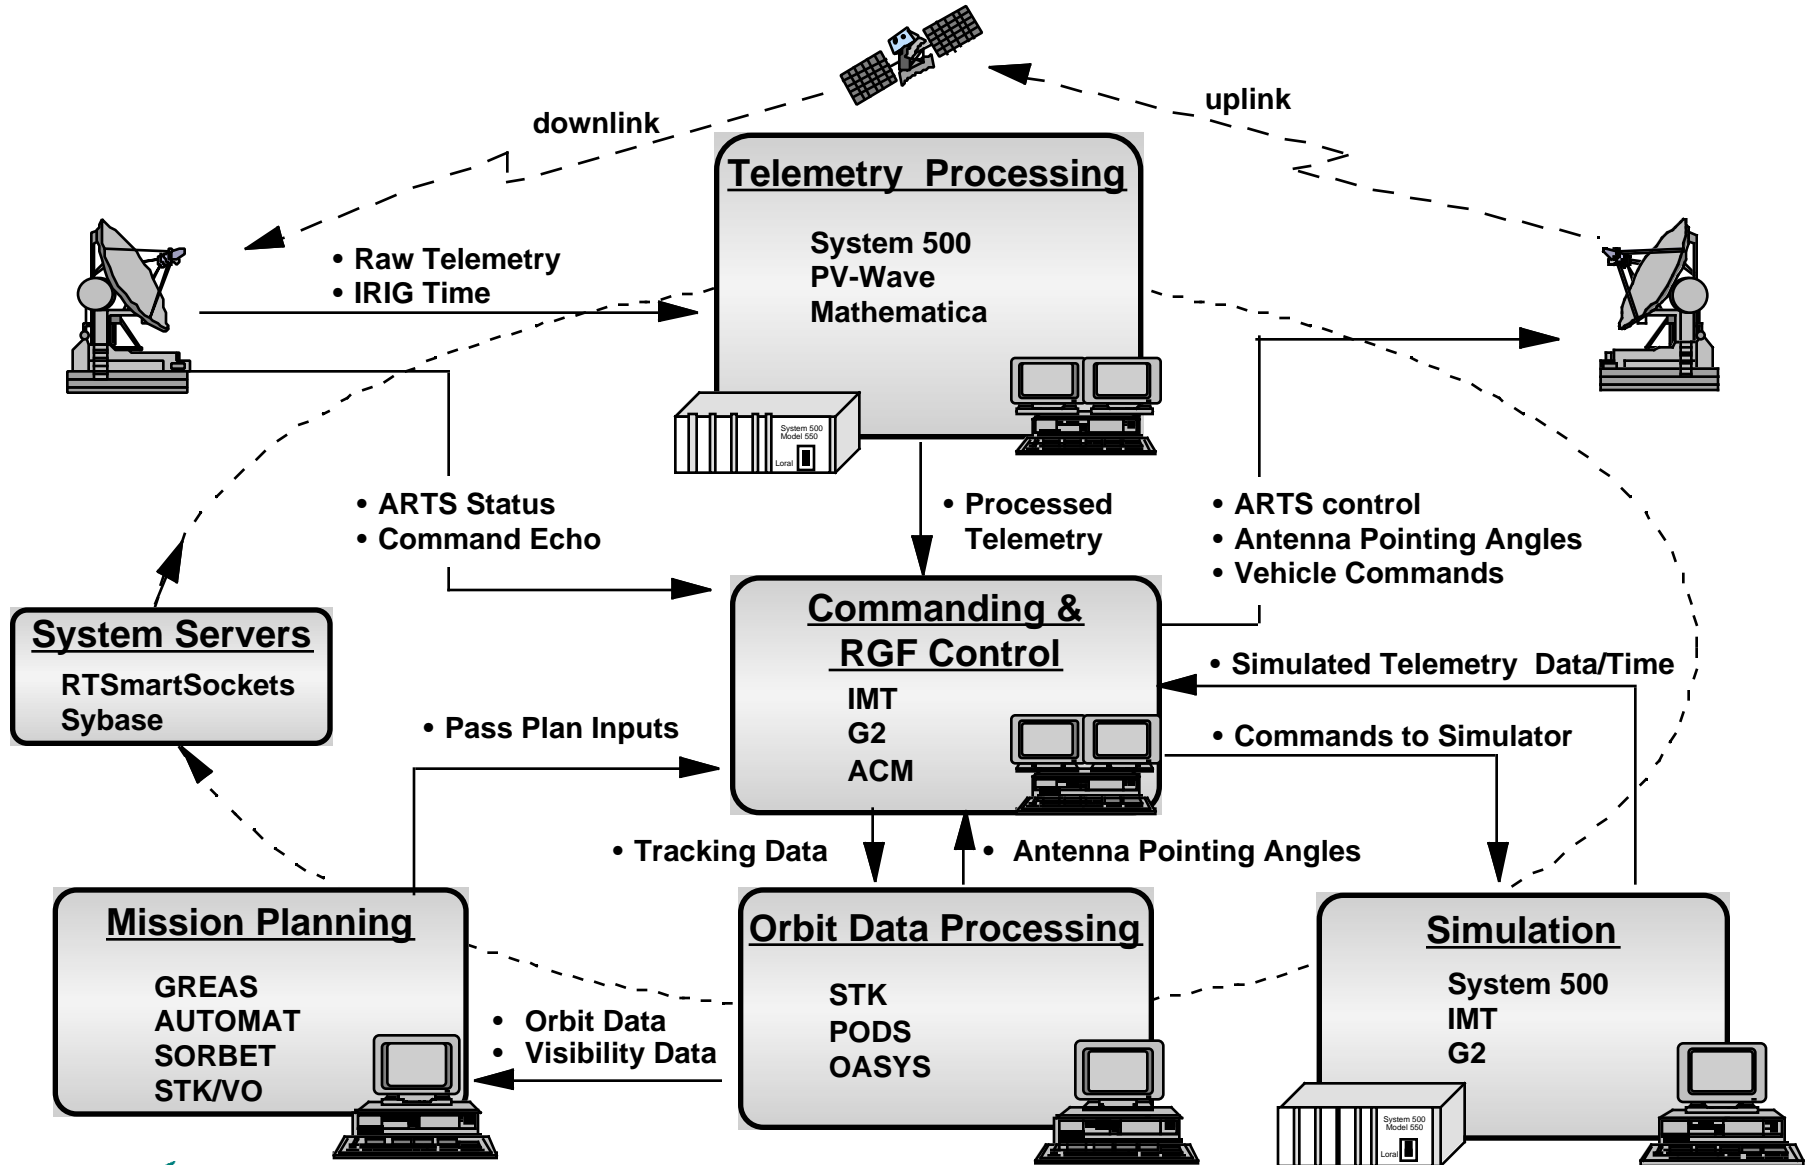 downlink
uplink
Telemetry Processing
System 500
PV-Wave
Mathematica
• Raw Telemetry
• IRIG Time
System 500
Model 550
Loral
• ARTS Status
• Command Echo
• Processed
Telemetry
• ARTS control
• Antenna Pointing Angles
• Vehicle Commands
System Servers
RTSmartSockets
Sybase
Commanding &
RGF Control
IMT
G2
ACM
• Simulated Telemetry Data/Time
• Pass Plan Inputs
• Commands to Simulator
• Tracking Data
• Antenna Pointing Angles
Mission Planning
GREAS
AUTOMAT
SORBET
STK/VO
• Orbit Data
• Visibility Data
Orbit Data Processing
STK
PODS
OASYS
Simulation
System 500
IMT
G2
System 500
Model 550
Loral